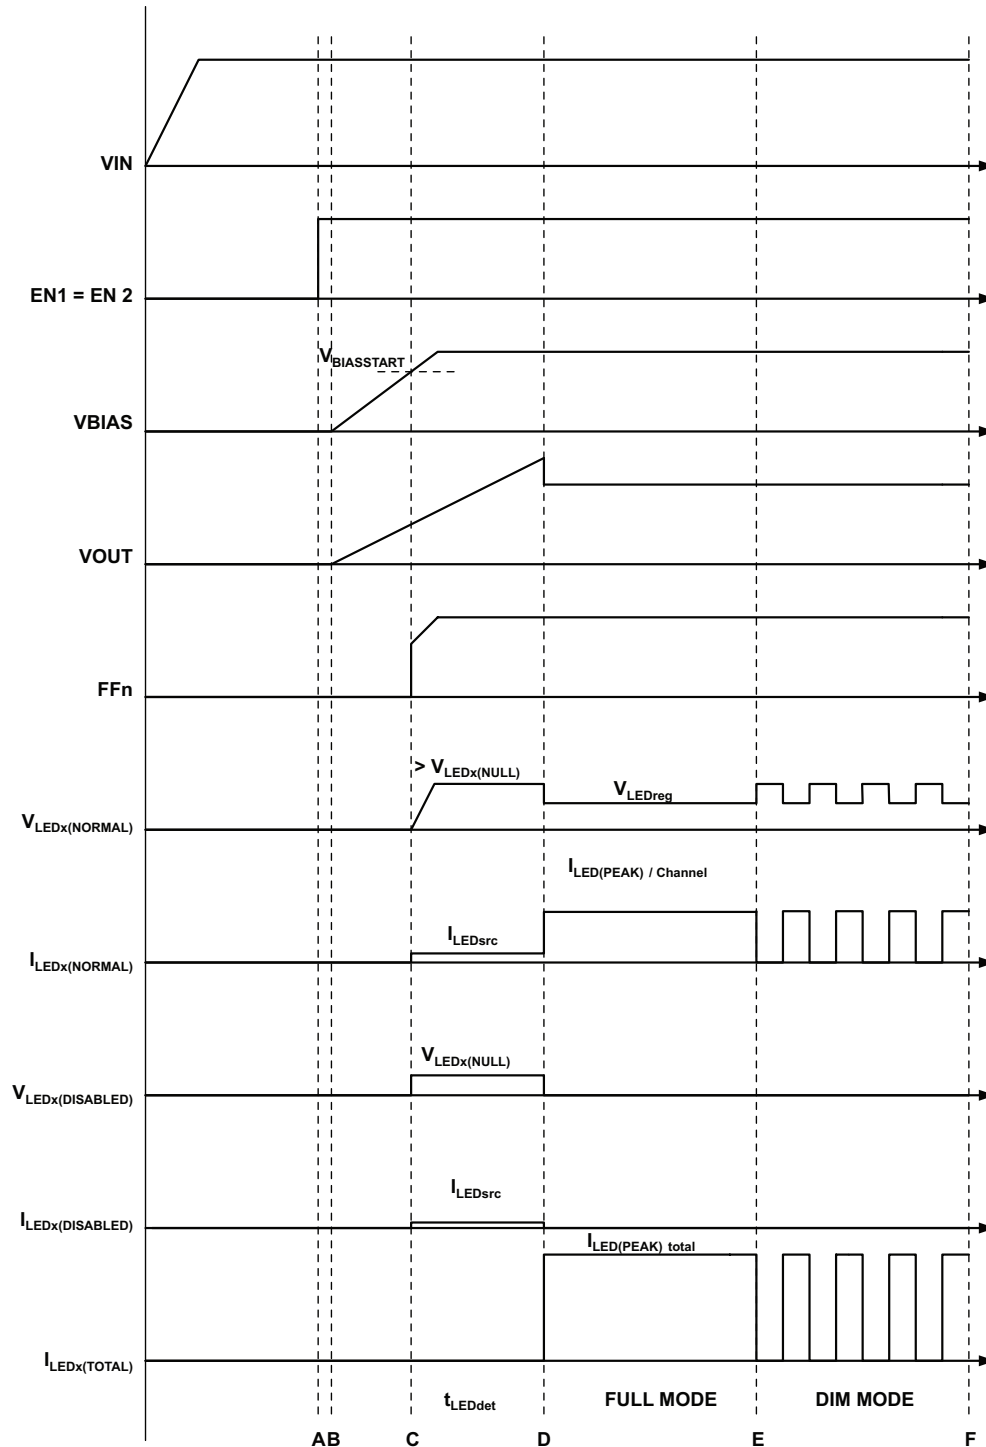 VIN
EN1 = EN 2
VBIASSTART
VBIAS
VOUT
FFn
> VLEDx(NULL)
VLEDreg
VLEDx(NORMAL)
ILED(PEAK) / Channel
ILEDsrc
ILEDx(NORMAL)
VLEDx(NULL)
VLEDx(DISABLED)
ILEDsrc
ILEDx(DISABLED)
ILED(PEAK) total
ILEDx(TOTAL)
tLEDdet FULL MODE DIM MODE
A B C D E F